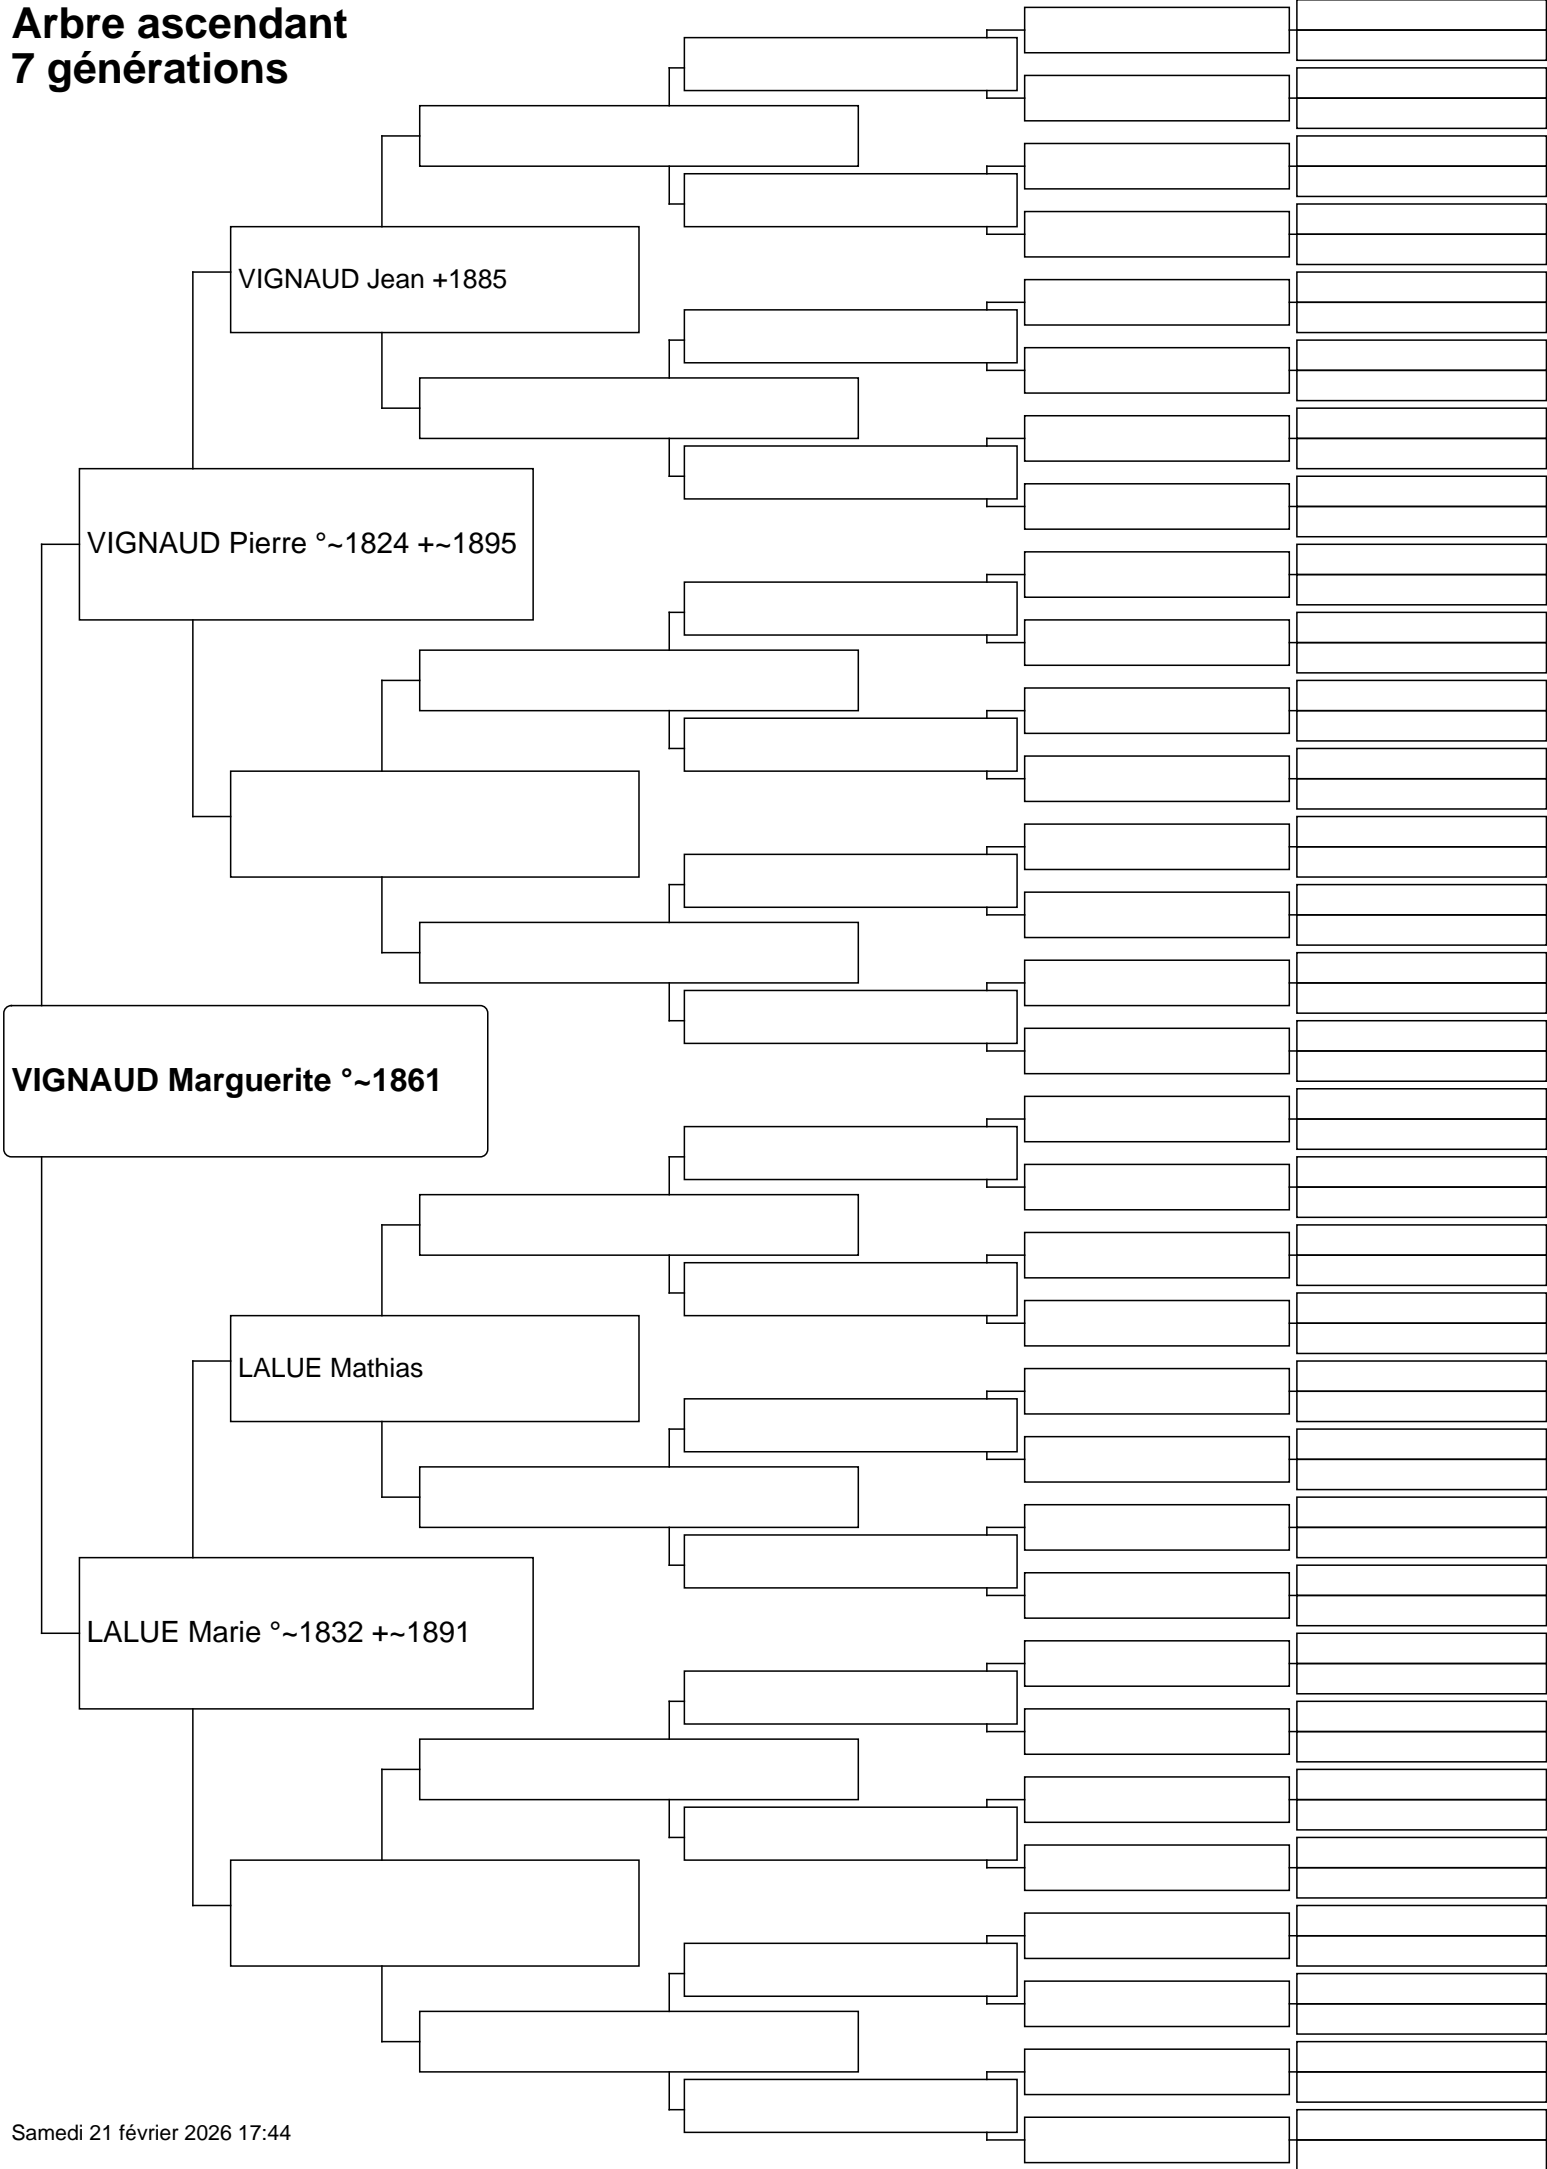 Arbre ascendant
7 générations
VIGNAUD Jean +1885
VIGNAUD Pierre °~1824 +~1895
VIGNAUD Marguerite °~1861
LALUE Mathias
LALUE Marie °~1832 +~1891
Samedi 21 février 2026 17:44